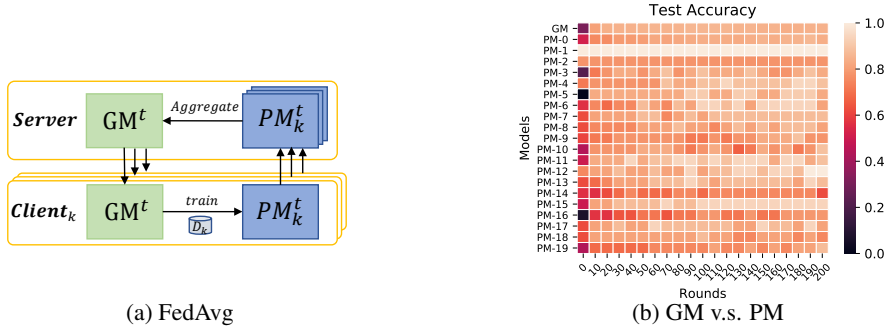 Server
GM^t
Aggregate
PM_k^t
Client_k
GM^t
train
D_k
PM_k^t
(a) FedAvg
Test Accuracy
Models
GM
PM-0
PM-1
PM-2
PM-3
PM-4
PM-5
PM-6
PM-7
PM-8
PM-9
PM-10
PM-11
PM-12
PM-13
PM-14
PM-15
PM-16
PM-17
PM-18
PM-19
0 10 20 30 40 50 60 70 80 90 100 110 120 130 140 150 160 170 180 190 200
Rounds
1.0
0.8
0.6
0.4
0.2
0.0
(b) GM v.s. PM